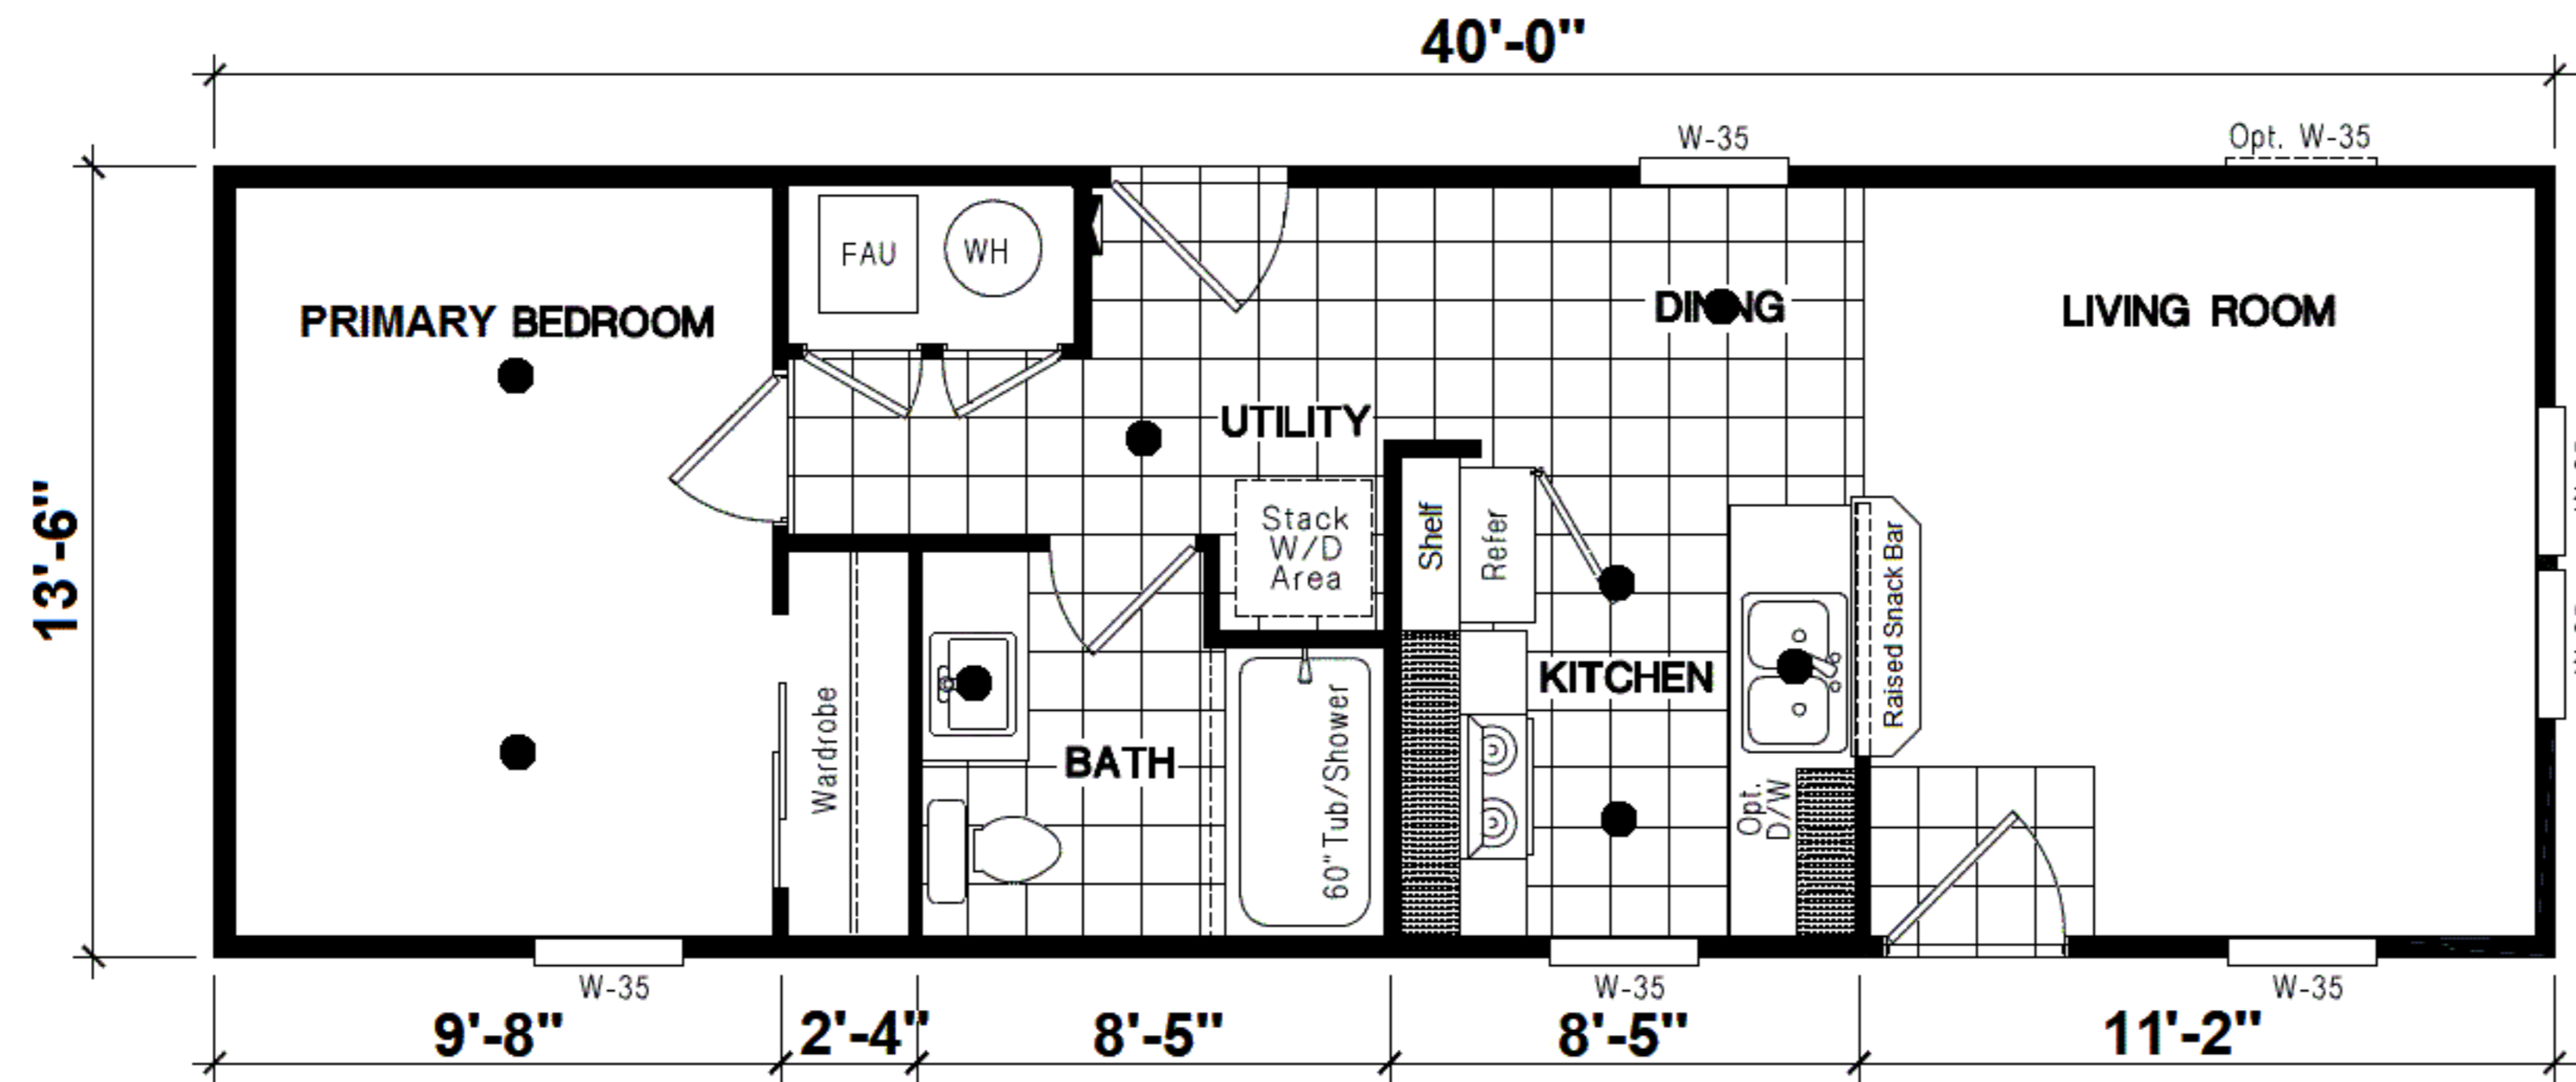 40'-0"
W-35
Opt. W-35
FAU
WH
PRIMARY BEDROOM
DINING
LIVING ROOM
UTILITY
13'-6"
Stack
W/D
Area
Shelf
Refer
Raised Snack Bar
KITCHEN
Wardrobe
BATH
60" Tub/Shower
Opt.
D/W
W-35
W-35
W-35
9'-8"
2'-4"
8'-5"
8'-5"
11'-2"